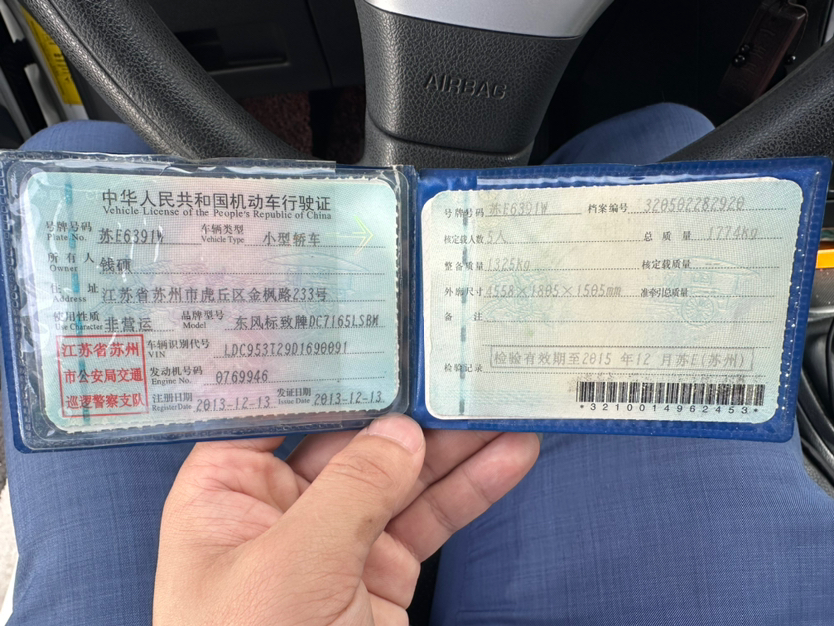 AIRBAG
中华人民共和国机动车行驶证
Vehicle License of the People's Republic of China
号牌号码 苏E6391W 车辆类型 小型轿车
Plate No. Vehicle Type
所有人 钱硕
Owner
住 址 江苏省苏州市虎丘区金枫路233号
Address
使用性质 非营运 品牌型号 东风标致牌DC7165LSBM
Use Character Model
江苏省苏州
市公安局交通
巡逻警察支队
车辆识别代号 LDC953T29D1690091
VIN
发动机号码 0769946
Engine No.
注册日期 2013-12-13 发证日期 2013-12-13
Register Date Issue Date
号牌号码 苏E6391W 档案编号 320502282920
核定载人数 5人 总 质 量 1774kg
整备质量 1325kg 核定载质量
外廓尺寸 4558×1805×1505mm 准牵引总质量
备 注
检验记录 检验有效期至2015 年12 月苏E(苏州)
*3210014962453*